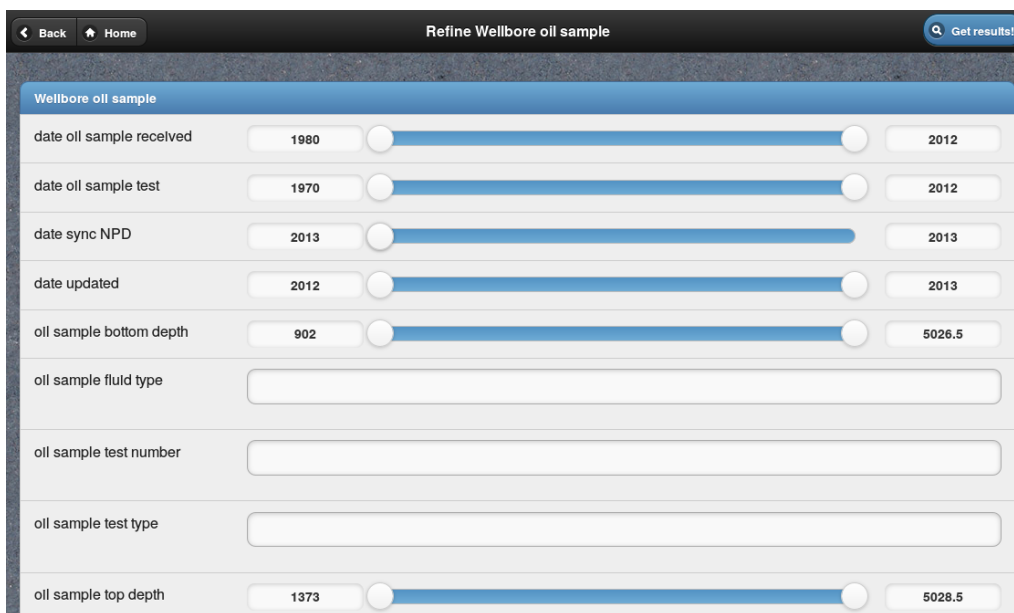 Back Home Refine Wellbore oil sample Get results!
Wellbore oil sample
date oil sample received 1980 2012
date oil sample test 1970 2012
date sync NPD 2013 2013
date updated 2012 2013
oil sample bottom depth 902 5026.5
oil sample fluid type
oil sample test number
oil sample test type
oil sample top depth 1373 5028.5